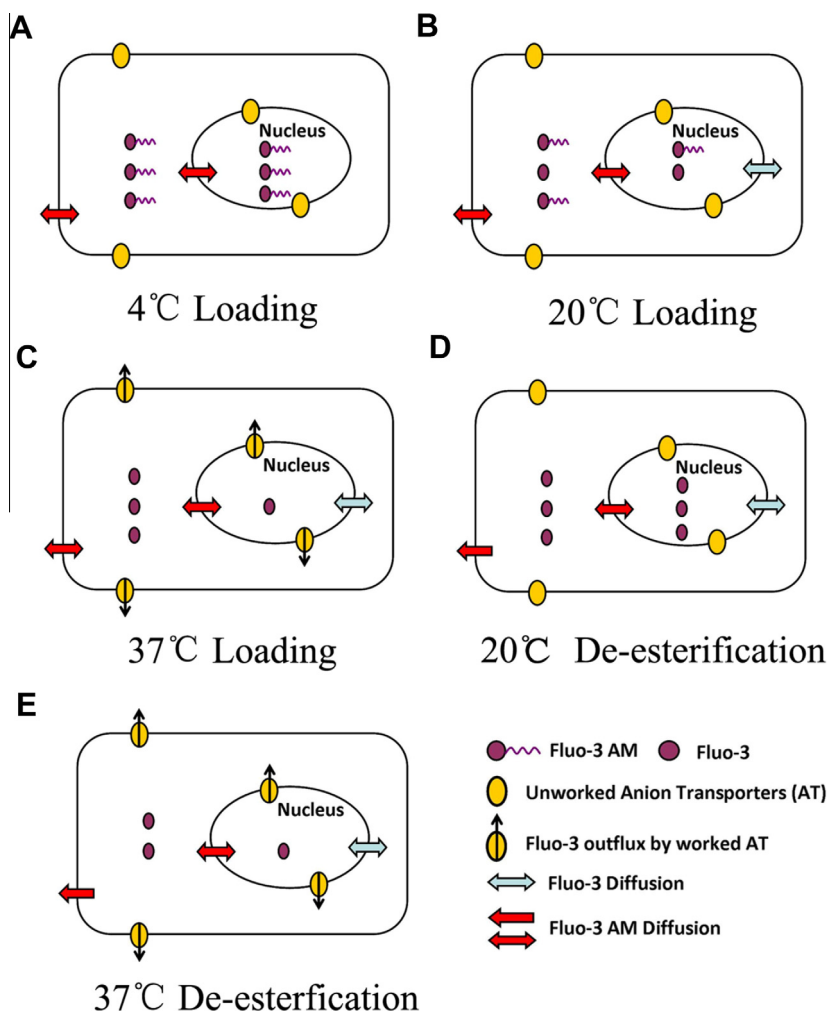 A
Nucleus
4℃ Loading
B
Nucleus
20℃ Loading
C
Nucleus
37℃ Loading
D
Nucleus
20℃ De-esterification
E
Nucleus
37℃ De-esterfication
Fluo-3 AM
Fluo-3
Unworked Anion Transporters (AT)
Fluo-3 outflux by worked AT
Fluo-3 Diffusion
Fluo-3 AM Diffusion